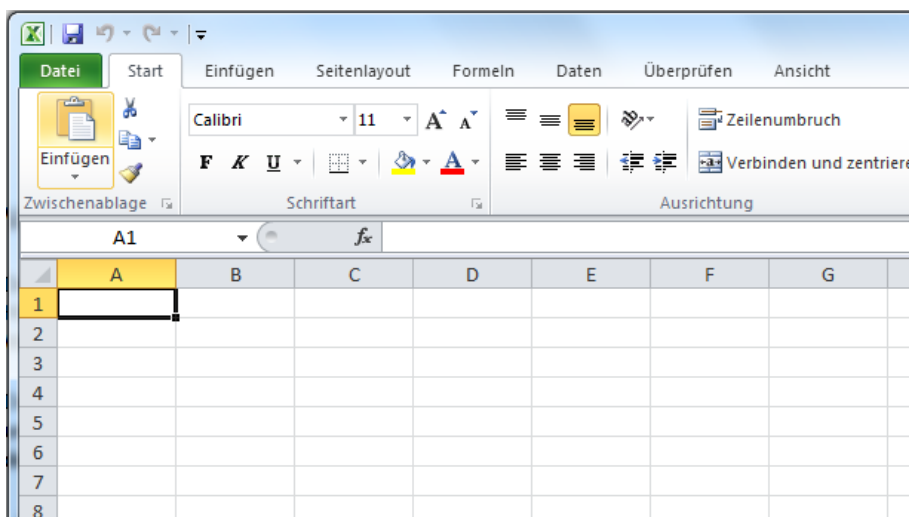 Datei Start Einfügen Seitenlayout Formeln Daten Überprüfen Ansicht
Calibri 11 A A Zeilenumbruch
Einfügen F K U A Verbinden und zentriere
Zwischenablage Schriftart Ausrichtung
A1 fx
A B C D E F G
1
2
3
4
5
6
7
8